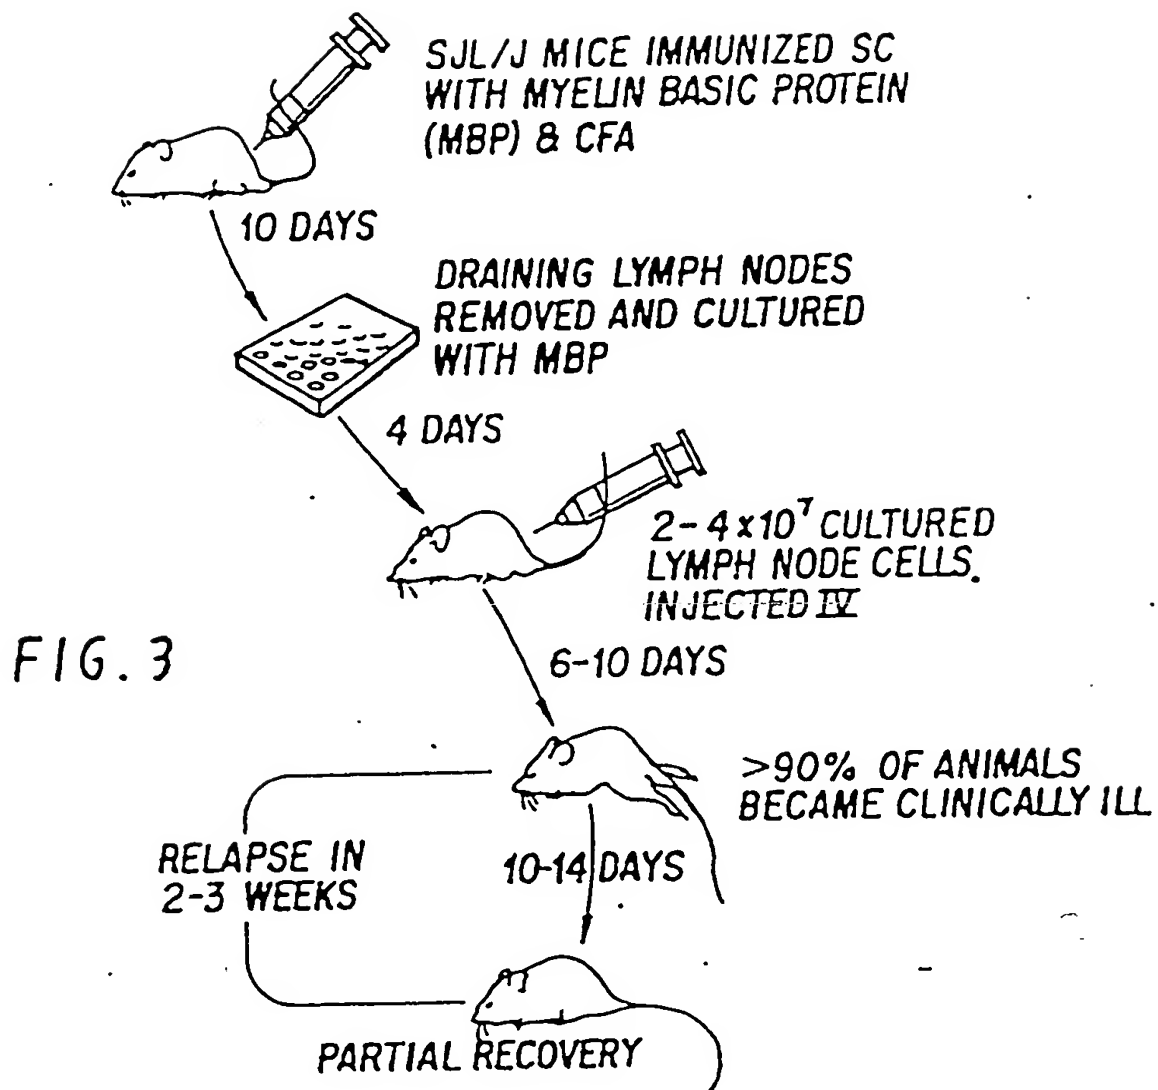 SJL/J MICE IMMUNIZED SC
WITH MYELIN BASIC PROTEIN
(MBP) & CFA
10 DAYS
DRAINING LYMPH NODES
REMOVED AND CULTURED
WITH MBP
4 DAYS
2-4x10⁷ CULTURED
LYMPH NODE CELLS.
INJECTED IV
FIG. 3
6-10 DAYS
>90% OF ANIMALS
BECAME CLINICALLY ILL
RELAPSE IN
2-3 WEEKS
10-14 DAYS
PARTIAL RECOVERY